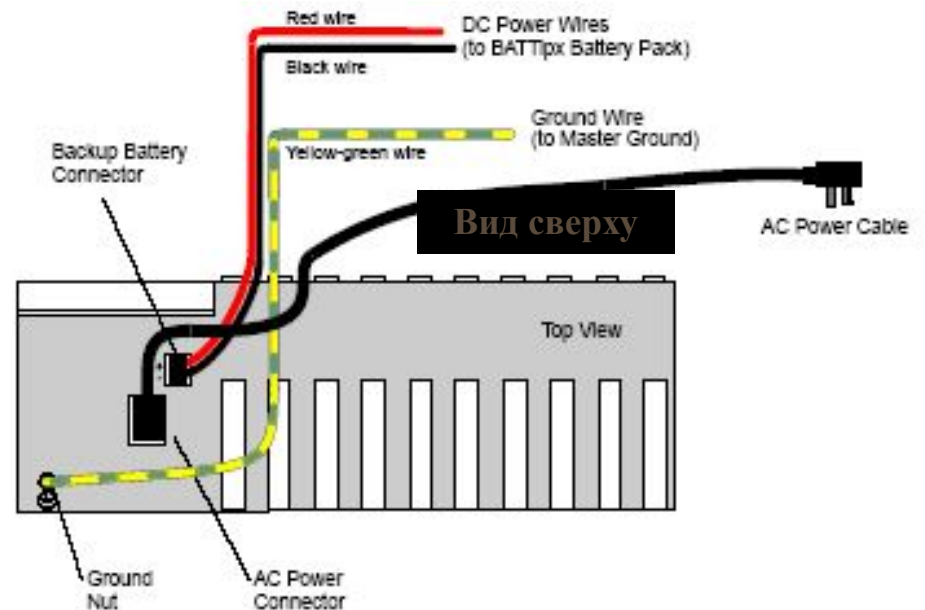 Red wire
DC Power Wires
(to BATTipx Battery Pack)
Black wire
Ground Wire
(to Master Ground)
Yellow-green wire
Backup Battery
Connector
Вид сверху
AC Power Cable
Top View
+
-
Ground
Nut
AC Power
Connector